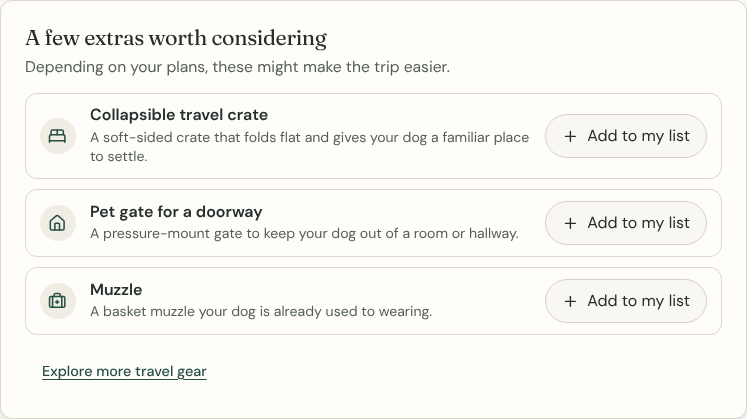 A few extras worth considering
Depending on your plans, these might make the trip easier.
Collapsible travel crate
A soft-sided crate that folds flat and gives your dog a familiar place
to settle.
+ Add to my list
Pet gate for a doorway
A pressure-mount gate to keep your dog out of a room or hallway.
+ Add to my list
Muzzle
A basket muzzle your dog is already used to wearing.
+ Add to my list
Explore more travel gear